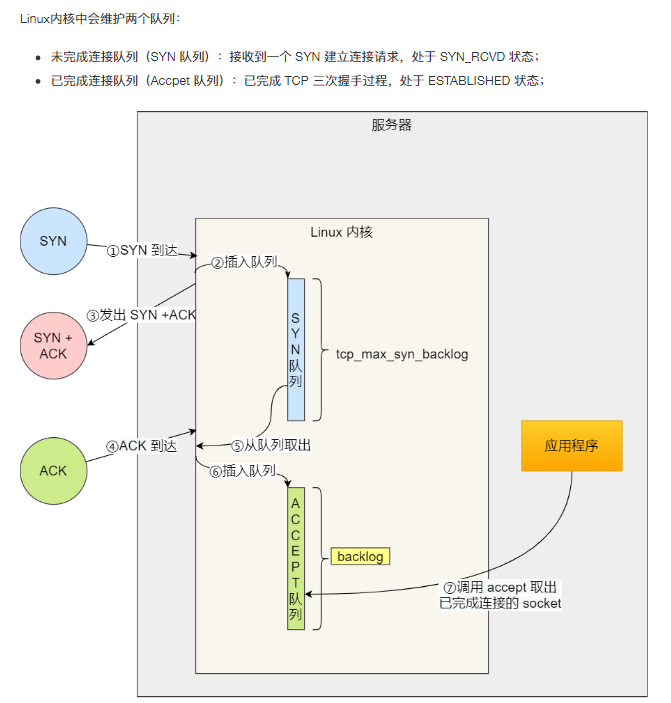 Linux内核中会维护两个队列：
未完成连接队列（SYN 队列）：接收到一个 SYN 建立连接请求，处于 SYN_RCVD 状态；
已完成连接队列（Accpet 队列）：已完成 TCP 三次握手过程，处于 ESTABLISHED 状态；
服务器
Linux 内核
SYN
①SYN 到达
②插入队列
③发出 SYN +ACK
SYN +
ACK
SYN队列
tcp_max_syn_backlog
④ACK 到达
⑤从队列取出
ACK
⑥插入队列
应用程序
ACCEPT队列
backlog
⑦调用 accept 取出
已完成连接的 socket